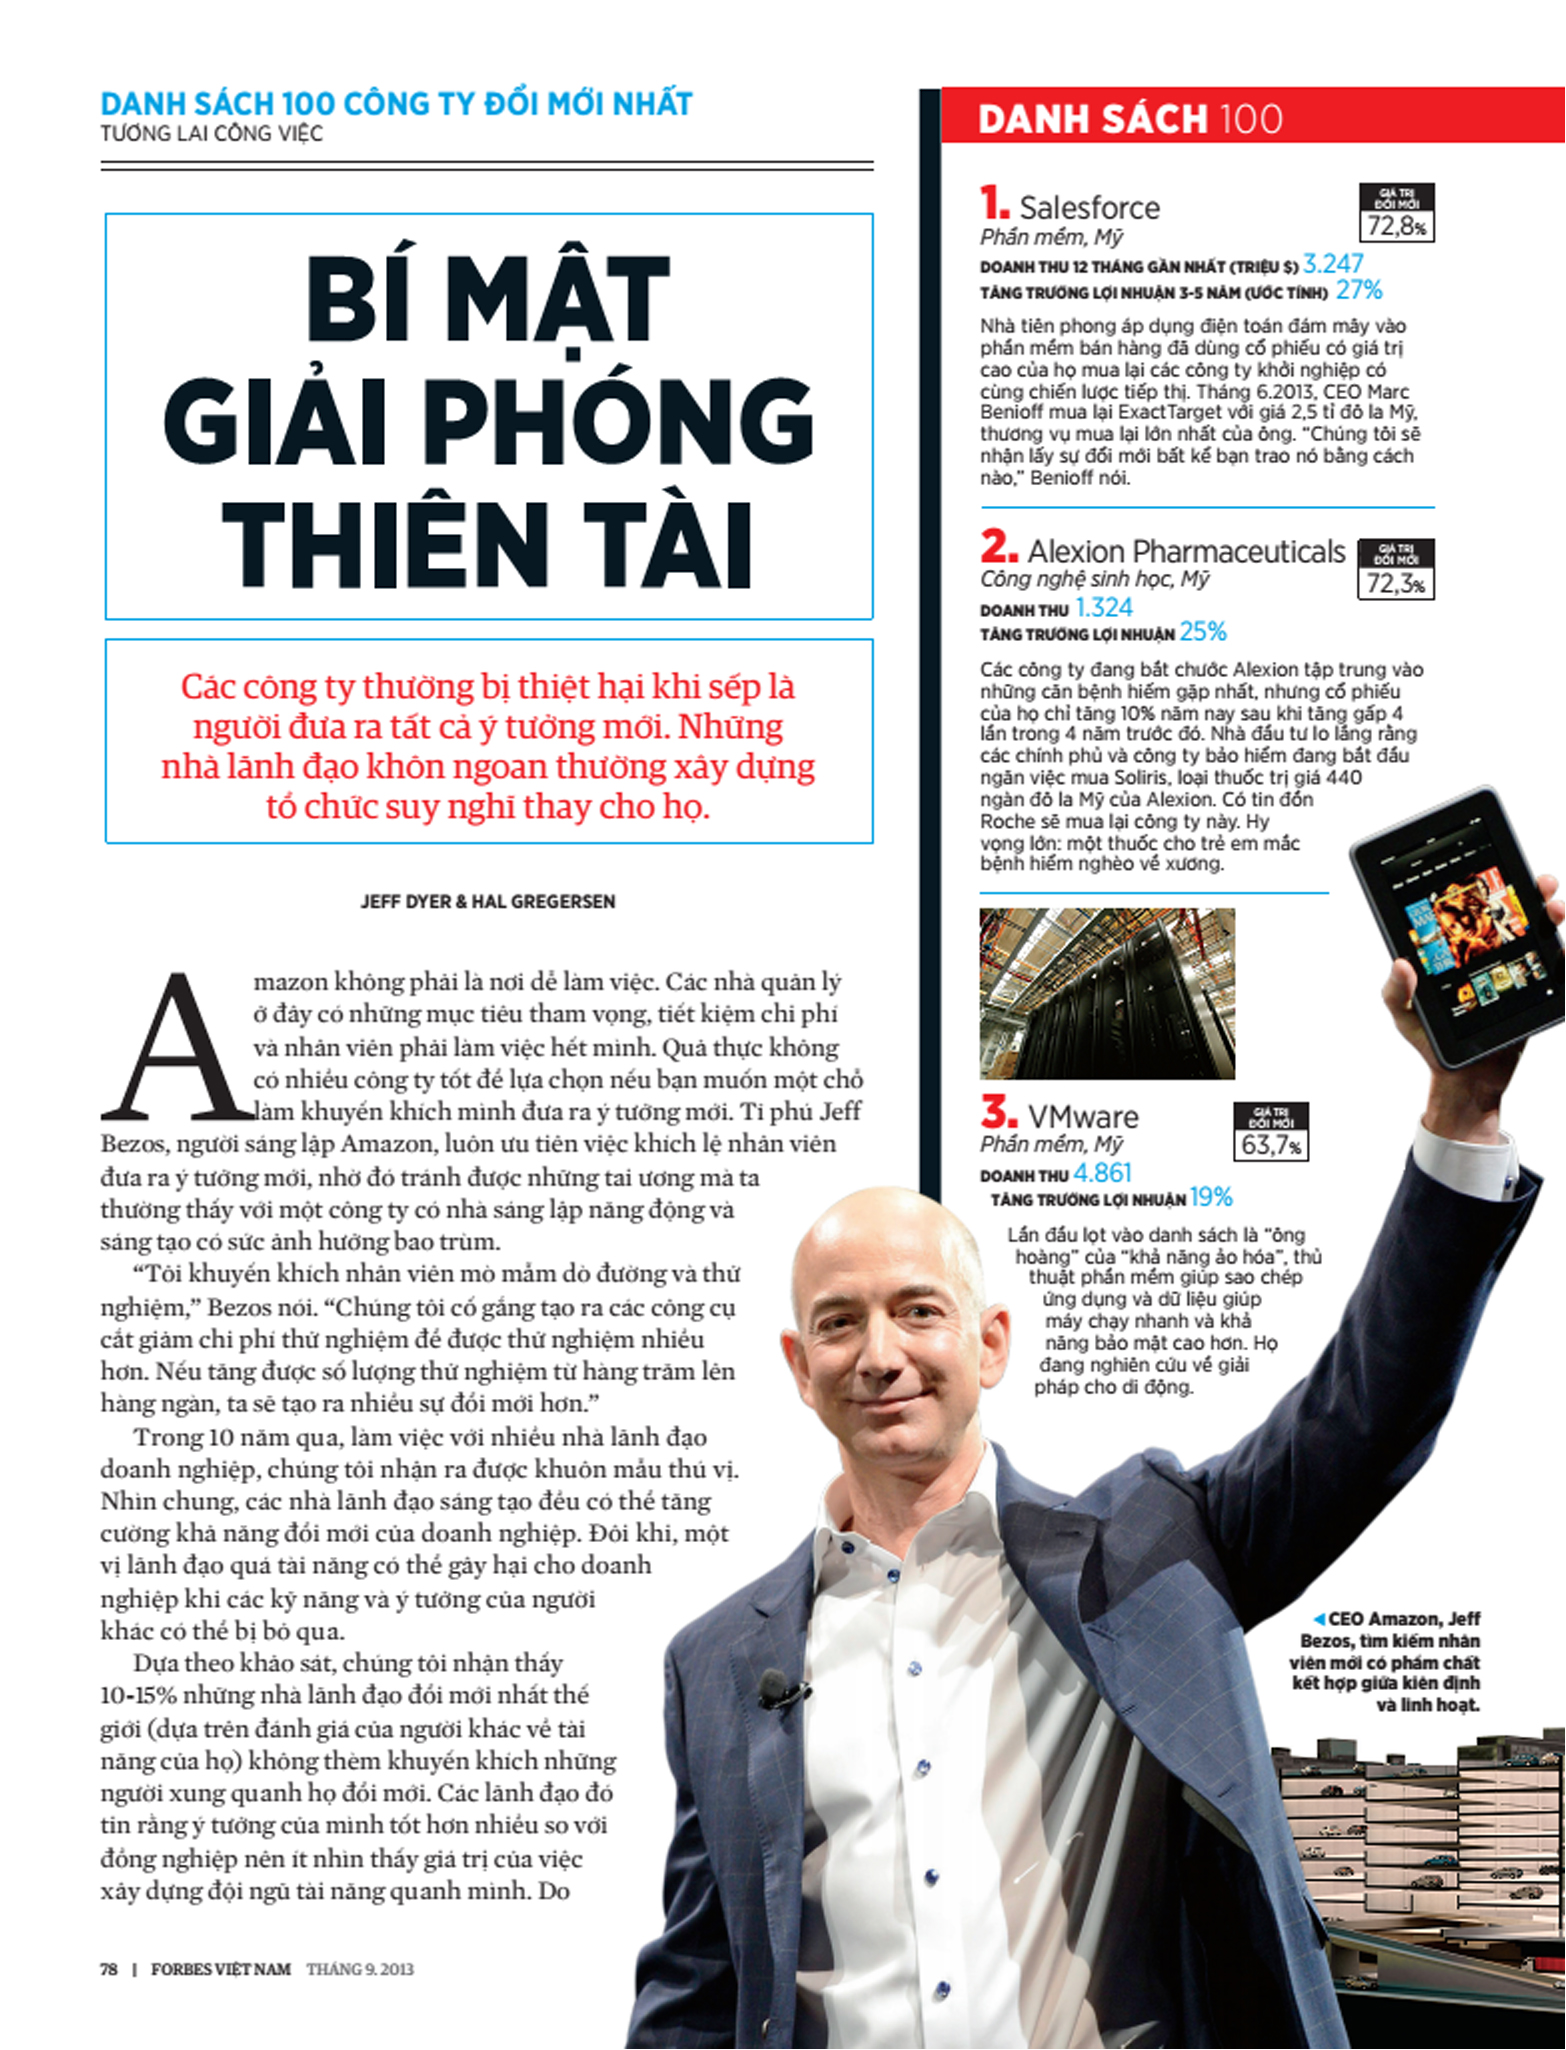 DANH SÁCH 100 CÔNG TY ĐỔI MỚI NHẤT
TƯƠNG LAI CÔNG VIỆC
BÍ MẬT
GIẢI PHÓNG
THIÊN TÀI
Các công ty thường bị thiệt hại khi sếp là
người đưa ra tất cả ý tưởng mới. Những
nhà lãnh đạo khôn ngoan thường xây dựng
tổ chức suy nghĩ thay cho họ.
JEFF DYER & HAL GREGERSEN
Amazon không phải là nơi dễ làm việc. Các nhà quản lý
ở đây có những mục tiêu tham vọng, tiết kiệm chi phí
và nhân viên phải làm việc hết mình. Quả thực không
có nhiều công ty tốt để lựa chọn nếu bạn muốn một chỗ
làm khuyến khích mình đưa ra ý tưởng mới. Tỉ phú Jeff
Bezos, người sáng lập Amazon, luôn ưu tiên việc khích lệ nhân viên
đưa ra ý tưởng mới, nhờ đó tránh được những tai ương mà ta
thường thấy với một công ty có nhà sáng lập năng động và
sáng tạo có sức ảnh hưởng bao trùm.
“Tôi khuyến khích nhân viên mò mẫm dò đường và thử
nghiệm,” Bezos nói. “Chúng tôi cố gắng tạo ra các công cụ
cắt giảm chi phí thử nghiệm để được thử nghiệm nhiều
hơn. Nếu tăng được số lượng thử nghiệm từ hàng trăm lên
hàng ngàn, ta sẽ tạo ra nhiều sự đổi mới hơn.”
Trong 10 năm qua, làm việc với nhiều nhà lãnh đạo
doanh nghiệp, chúng tôi nhận ra được khuôn mẫu thú vị.
Nhìn chung, các nhà lãnh đạo sáng tạo đều có thể tăng
cường khả năng đổi mới của doanh nghiệp. Đôi khi, một
vị lãnh đạo quá tài năng có thể gây hại cho doanh
nghiệp khi các kỹ năng và ý tưởng của người
khác có thể bị bỏ qua.
Dựa theo khảo sát, chúng tôi nhận thấy
10-15% những nhà lãnh đạo đổi mới nhất thế
giới (dựa trên đánh giá của người khác về tài
năng của họ) không thèm khuyến khích những
người xung quanh họ đổi mới. Các lãnh đạo đó
tin rằng ý tưởng của mình tốt hơn nhiều so với
đồng nghiệp nên ít nhìn thấy giá trị của việc
xây dựng đội ngũ tài năng quanh mình. Do
78 | FORBES VIỆT NAM THÁNG 9. 2013
DANH SÁCH 100
1. Salesforce
GIÁ TRỊ
ĐỔI MỚI
72,8%
Phần mềm, Mỹ
DOANH THU 12 THÁNG GẦN NHẤT (TRIỆU $) 3.247
TĂNG TRƯỞNG LỢI NHUẬN 3-5 NĂM (ƯỚC TÍNH) 27%
Nhà tiên phong áp dụng điện toán đám mây vào
phần mềm bán hàng đã dùng cổ phiếu có giá trị
cao của họ mua lại các công ty khởi nghiệp có
cùng chiến lược tiếp thị. Tháng 6.2013, CEO Marc
Benioff mua lại ExactTarget với giá 2,5 tỉ đô la Mỹ,
thương vụ mua lại lớn nhất của ông. “Chúng tôi sẽ
nhận lấy sự đổi mới bất kể bạn trao nó bằng cách
nào,” Benioff nói.
2. Alexion Pharmaceuticals
GIÁ TRỊ
ĐỔI MỚI
72,3%
Công nghệ sinh học, Mỹ
DOANH THU 1.324
TĂNG TRƯỞNG LỢI NHUẬN 25%
Các công ty đang bắt chước Alexion tập trung vào
những căn bệnh hiếm gặp nhất, nhưng cổ phiếu
của họ chỉ tăng 10% năm nay sau khi tăng gấp 4
lần trong 4 năm trước đó. Nhà đầu tư lo lắng rằng
các chính phủ và công ty bảo hiểm đang bắt đầu
ngăn việc mua Soliris, loại thuốc trị giá 440
ngàn đô la Mỹ của Alexion. Có tin đồn
Roche sẽ mua lại công ty này. Hy
vọng lớn: một thuốc cho trẻ em mắc
bệnh hiểm nghèo về xương.
3. VMware
GIÁ TRỊ
ĐỔI MỚI
63,7%
Phần mềm, Mỹ
DOANH THU 4.861
TĂNG TRƯỞNG LỢI NHUẬN 19%
Lần đầu lọt vào danh sách là “ông
hoàng” của “khả năng ảo hóa”, thủ
thuật phần mềm giúp sao chép
ứng dụng và dữ liệu giúp
máy chạy nhanh và khả
năng bảo mật cao hơn. Họ
đang nghiên cứu về giải
pháp cho di động.
◀ CEO Amazon, Jeff
Bezos, tìm kiếm nhân
viên mới có phẩm chất
kết hợp giữa kiên định
và linh hoạt.